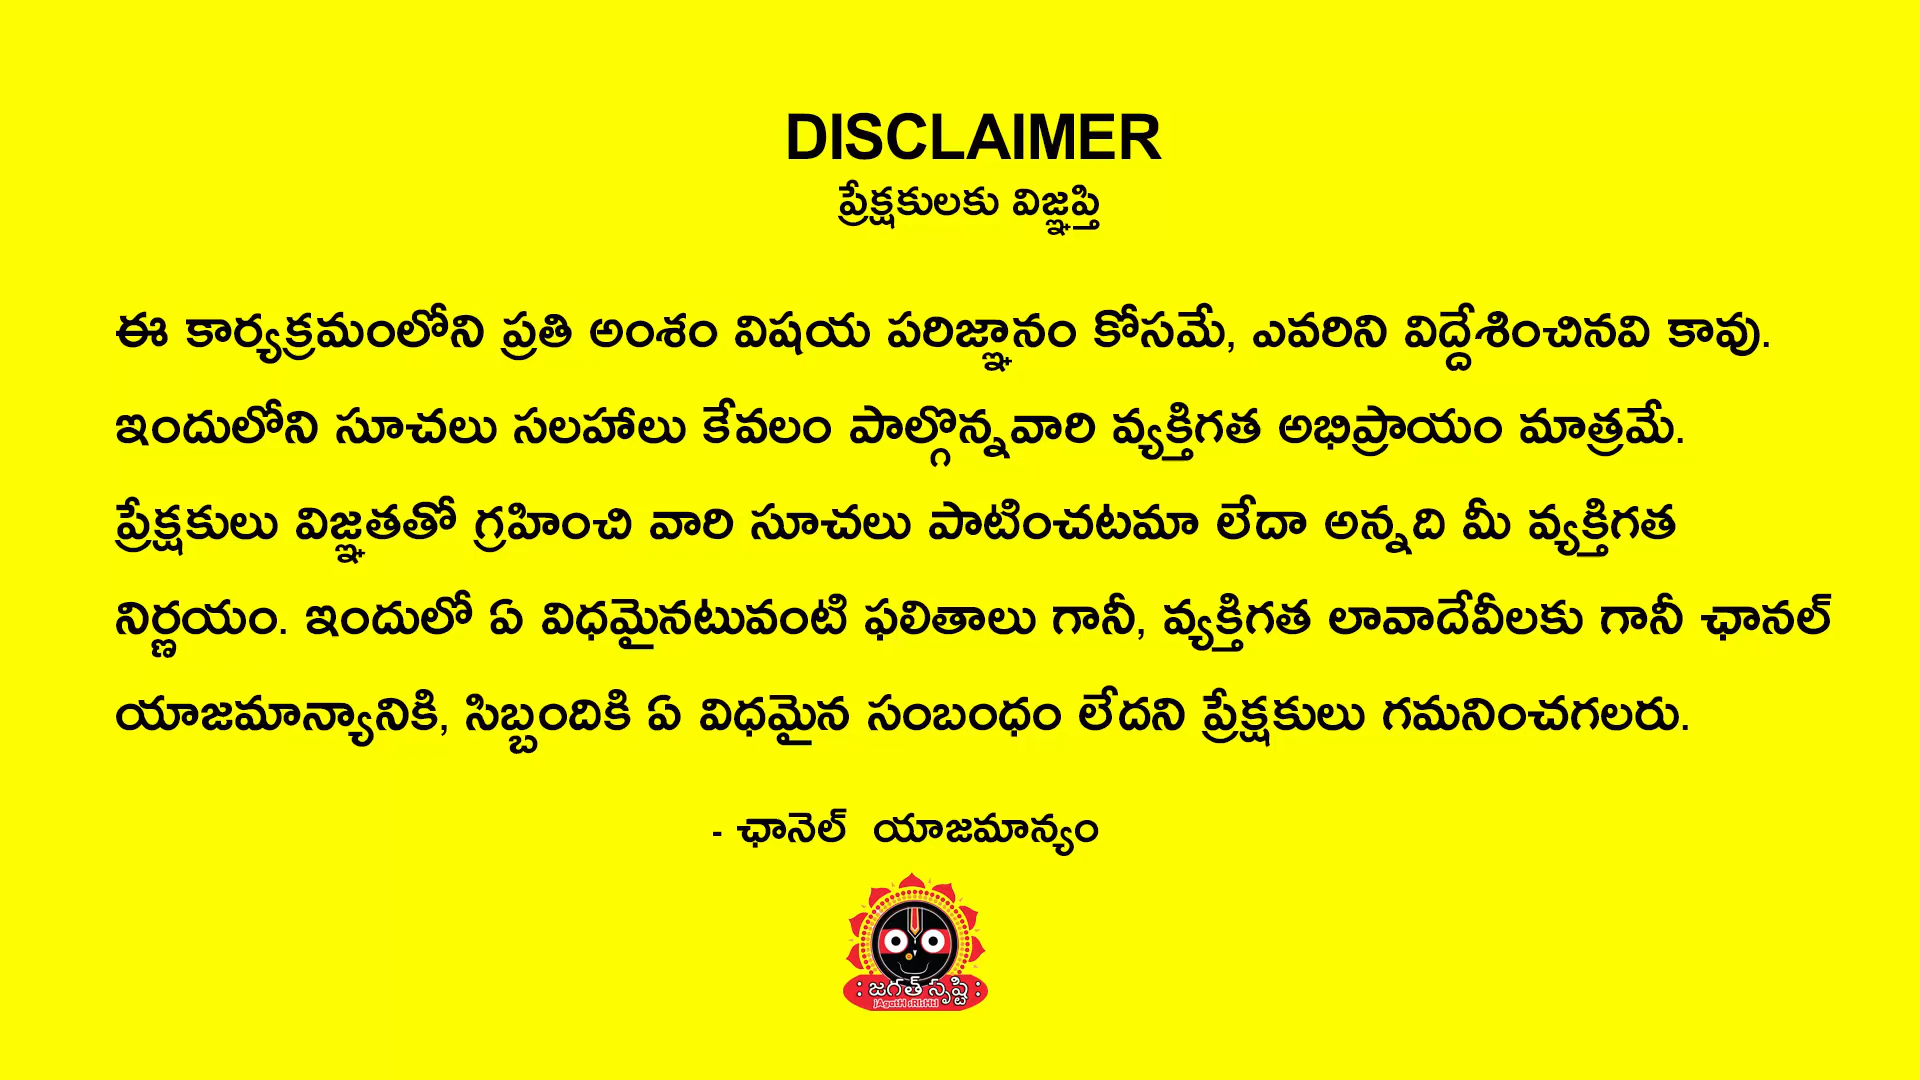 DISCLAIMER
ప్రేక్షకులకు విజ్ఞప్తి
ఈ కార్యక్రమంలోని ప్రతి అంశం విషయ పరిజ్ఞానం కోసమే, ఎవరిని విద్దేశించినవి కావు.
ఇందులోని సూచలు సలహాలు కేవలం పాల్గొన్నవారి వ్యక్తిగత అభిప్రాయం మాత్రమే.
ప్రేక్షకులు విజ్ఞతతో గ్రహించి వారి సూచలు పాటించటమా లేదా అన్నది మీ వ్యక్తిగత
నిర్ణయం. ఇందులో ఏ విధమైనటువంటి ఫలితాలు గానీ, వ్యక్తిగత లావాదేవీలకు గానీ ఛానల్
యాజమాన్యానికి, సిబ్బందికి ఏ విధమైన సంబంధం లేదని ప్రేక్షకులు గమనించగలరు.
- ఛానెల్ యాజమాన్యం
: జగత్ సృష్టి :
jAgatH sRIsHtI